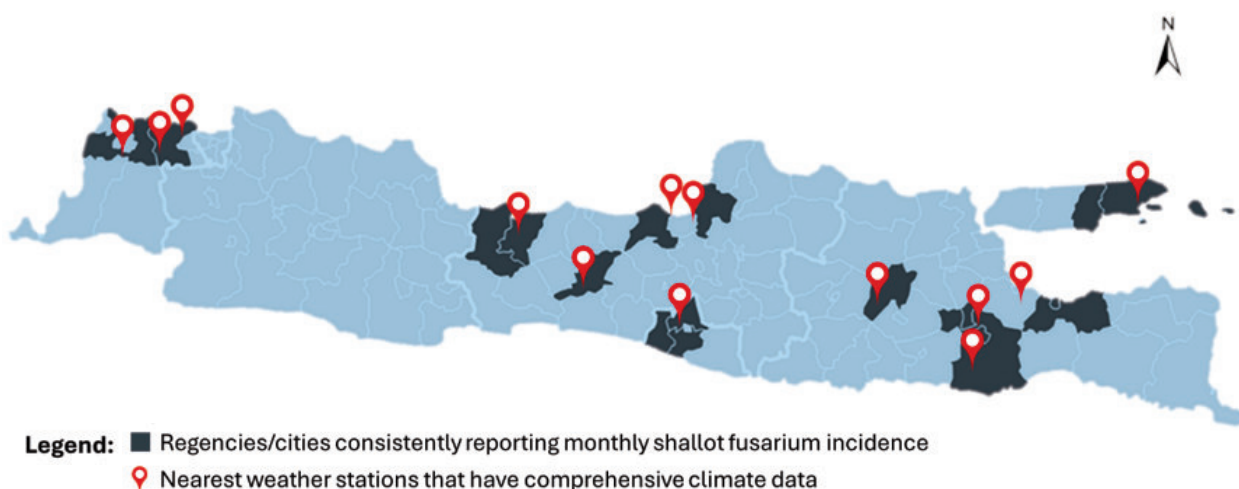 N
Legend: Regencies/cities consistently reporting monthly shallot fusarium incidence
Nearest weather stations that have comprehensive climate data